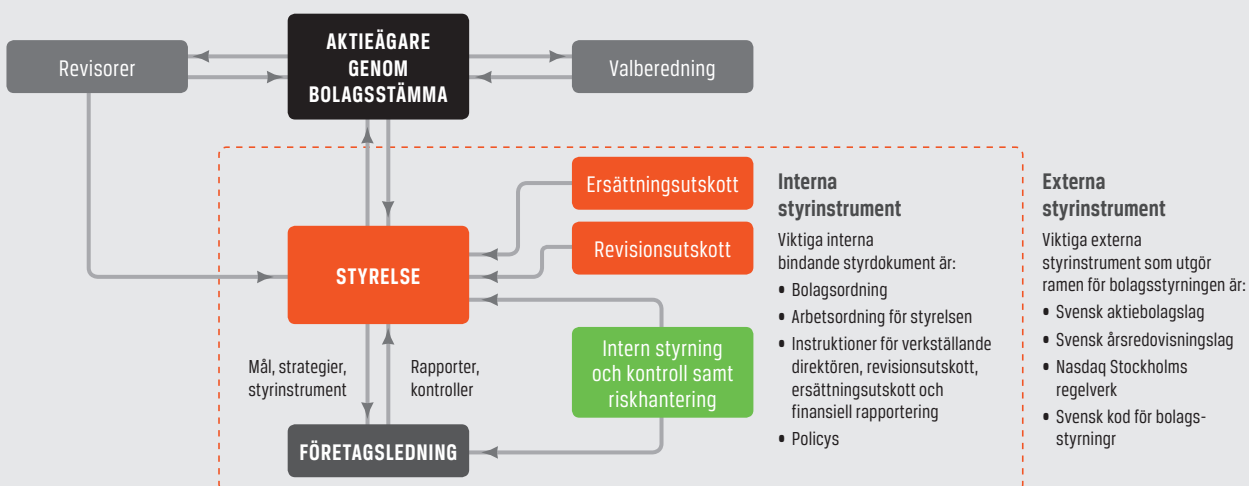 AKTIEÄGARE
GENOM
BOLAGSSTÄMMA
Revisorer
Valberedning
Ersättningsutskott
Revisionsutskott
STYRELSE
Intern styrning
och kontroll samt
riskhantering
Mål, strategier,
styrinstrument
Rapporter,
kontroller
FÖRETAGSLEDNING
Interna
styrinstrument
Viktiga interna
bindande styrdokument är:
• Bolagsordning
• Arbetsordning för styrelsen
• Instruktioner för verkställande
direktören, revisionsutskott,
ersättningsutskott och
finansiell rapportering
• Policys
Externa
styrinstrument
Viktiga externa
styrinstrument som utgör
ramen för bolagsstyrningen är:
• Svensk aktiebolagslag
• Svensk årsredovisningslag
• Nasdaq Stockholms
regelverk
• Svensk kod för bolags-
styrningr